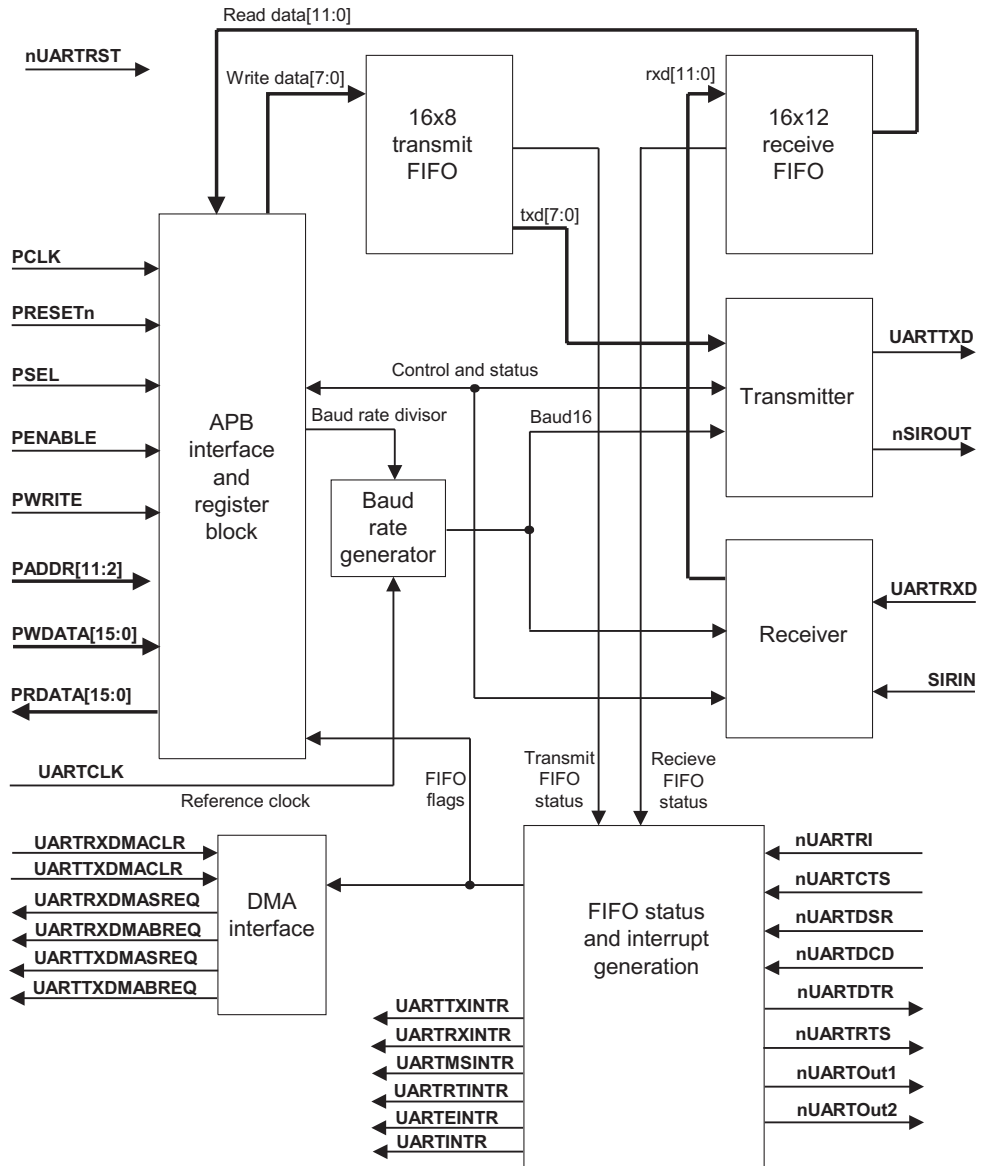 Read data[11:0]
nUARTRST
Write data[7:0]
rxd[11:0]
16x8
transmit
FIFO
16x12
receive
FIFO
txd[7:0]
PCLK
PRESETn
PSEL
PENABLE
PWRITE
PADDR[11:2]
PWDATA[15:0]
PRDATA[15:0]
APB
interface
and
register
block
Control and status
Baud rate divisor
Baud16
Baud
rate
generator
Transmitter
UARTTXD
nSIROUT
Receiver
UARTRXD
SIRIN
UARTCLK
Reference clock
FIFO
flags
Transmit
FIFO
status
Recieve
FIFO
status
UARTRXDMACLR
UARTTXDMACLR
UARTRXDMASREQ
UARTRXDMABREQ
UARTTXDMASREQ
UARTTXDMABREQ
DMA
interface
FIFO status
and interrupt
generation
nUARTRI
nUARTCTS
nUARTDSR
nUARTDCD
nUARTDTR
nUARTRTS
nUARTOut1
nUARTOut2
UARTTXINTR
UARTRXINTR
UARTMSINTR
UARTRTINTR
UARTEINTR
UARTINTR